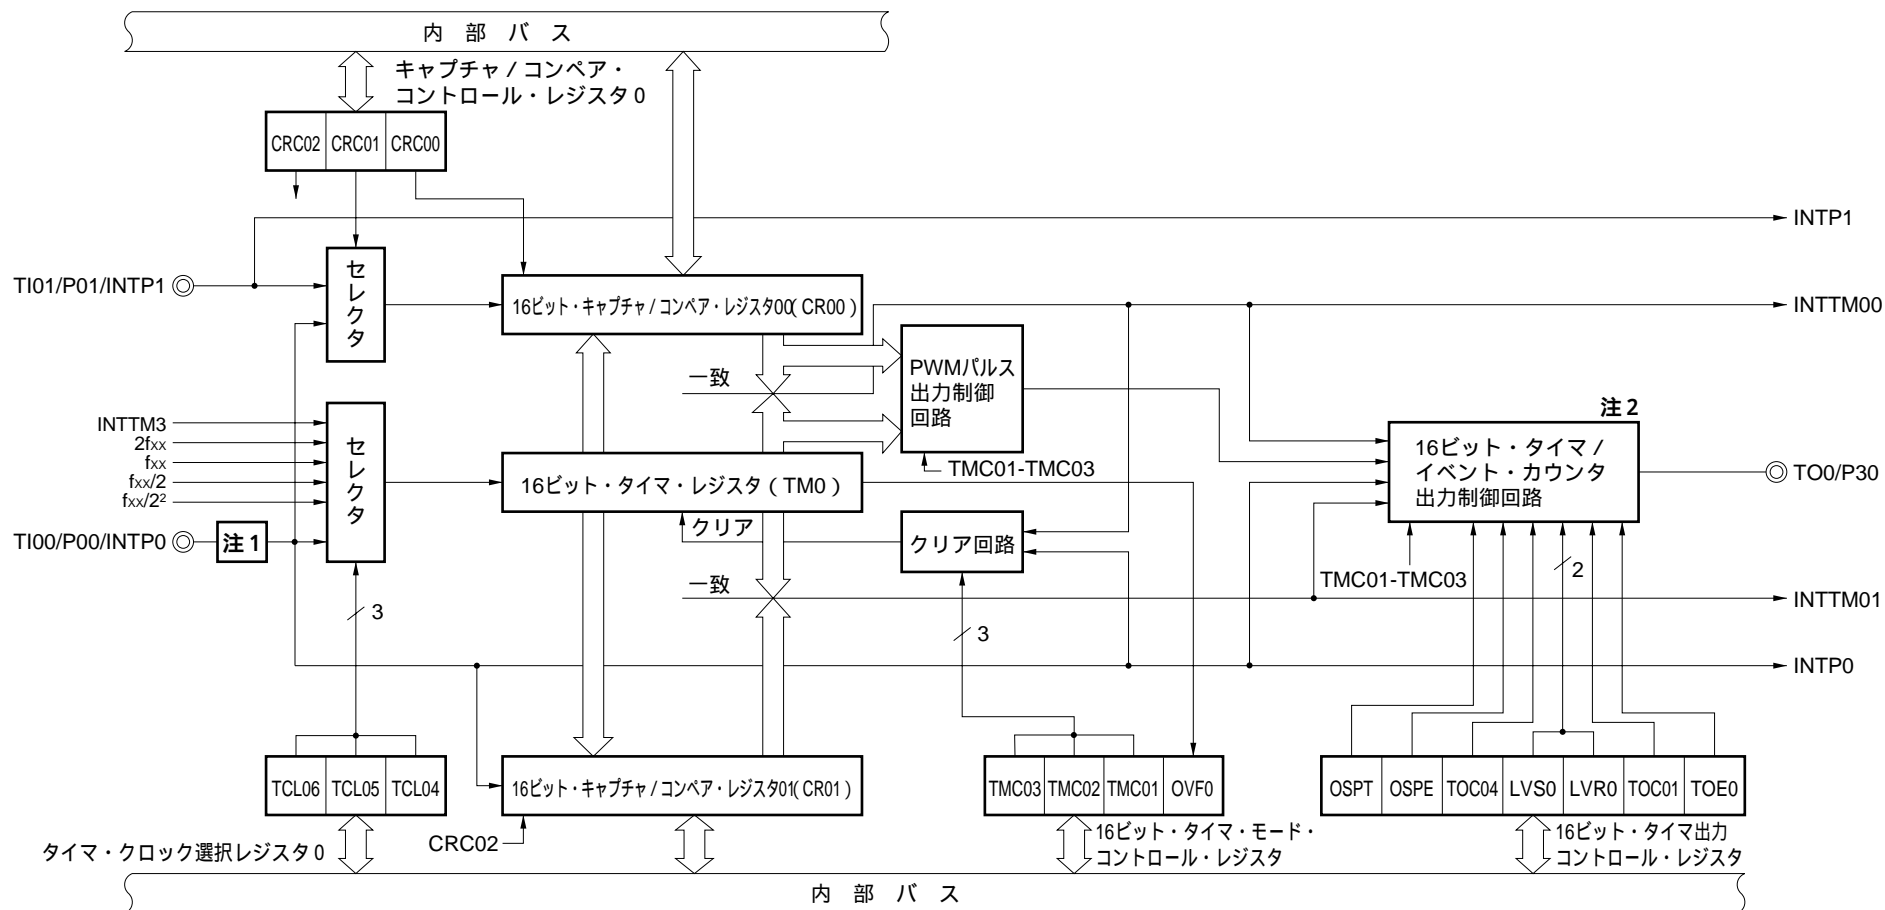 内 部 バ ス
キャプチャ / コンペア・
コントロール・レジスタ 0
CRC02 CRC01 CRC00
INTP1
TI01/P01/INTP1
セレクタ
16ビット・キャプチャ / コンペア・レジスタ00( CR00 )
INTTM00
PWMパルス
出力制御
回路
一致
注 2
INTTM3
2fxx
fxx
fxx/2
fxx/2²
セレクタ
16ビット・タイマ・レジスタ ( TM0 )
TMC01-TMC03
16ビット・タイマ /
イベント・カウンタ
出力制御回路
TO0/P30
TI00/P00/INTP0
注 1
クリア
クリア回路
TMC01-TMC03
2
一致
INTTM01
3
3
INTP0
TCL06 TCL05 TCL04
16ビット・キャプチャ / コンペア・レジスタ01( CR01 )
TMC03 TMC02 TMC01 OVF0
OSPT OSPE TOC04 LVS0 LVR0 TOC01 TOE0
タイマ・クロック選択レジスタ 0
CRC02
16ビット・タイマ・モード・
コントロール・レジスタ
16ビット・タイマ出力
コントロール・レジスタ
内 部 バ ス